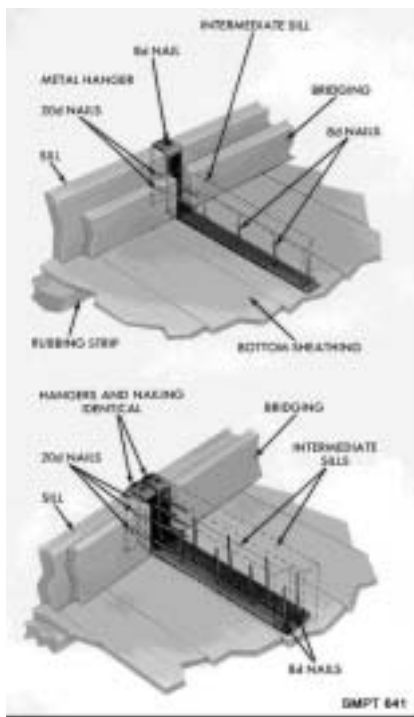 INTERMEDIATE SILL
8d NAIL
METAL HANGER
20d NAILS
BRIDGING
8d NAILS
SILL
RUBBING STRIP
BOTTOM SHEATHING
HANGERS AND NAILING
IDENTICAL
BRIDGING
20d NAILS
INTERMEDIATE
SILLS
SILL
8d NAILS
GMPT 641